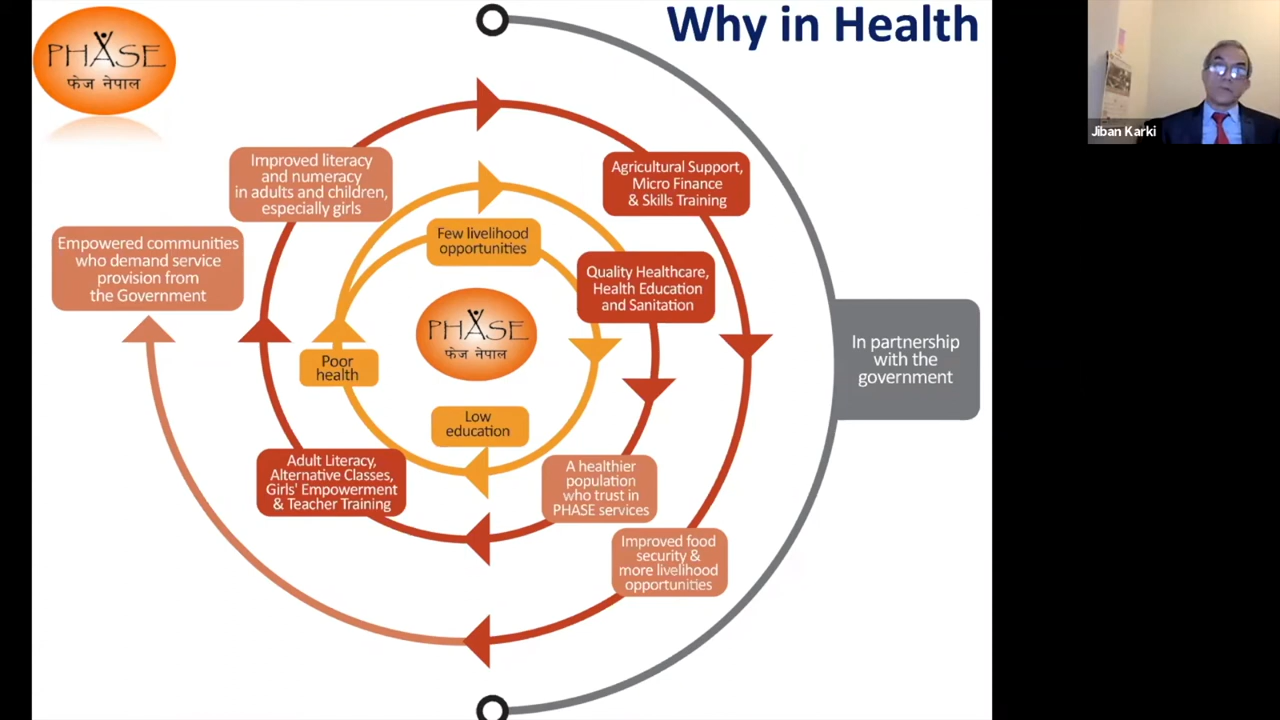 Why in Health
PHASE
फेज नेपाल
Jiban Karki
Improved literacy
and numeracy
in adults and children,
especially girls
Agricultural Support,
Micro Finance
& Skills Training
Empowered communities
who demand service
provision from
the Government
Few livelihood
opportunities
Quality Healthcare,
Health Education
and Sanitation
PHASE
फेज नेपाल
In partnership
with the
government
Poor
health
Low
education
Adult Literacy,
Alternative Classes,
Girls' Empowerment
& Teacher Training
A healthier
population
who trust in
PHASE services
Improved food
security &
more livelihood
opportunities